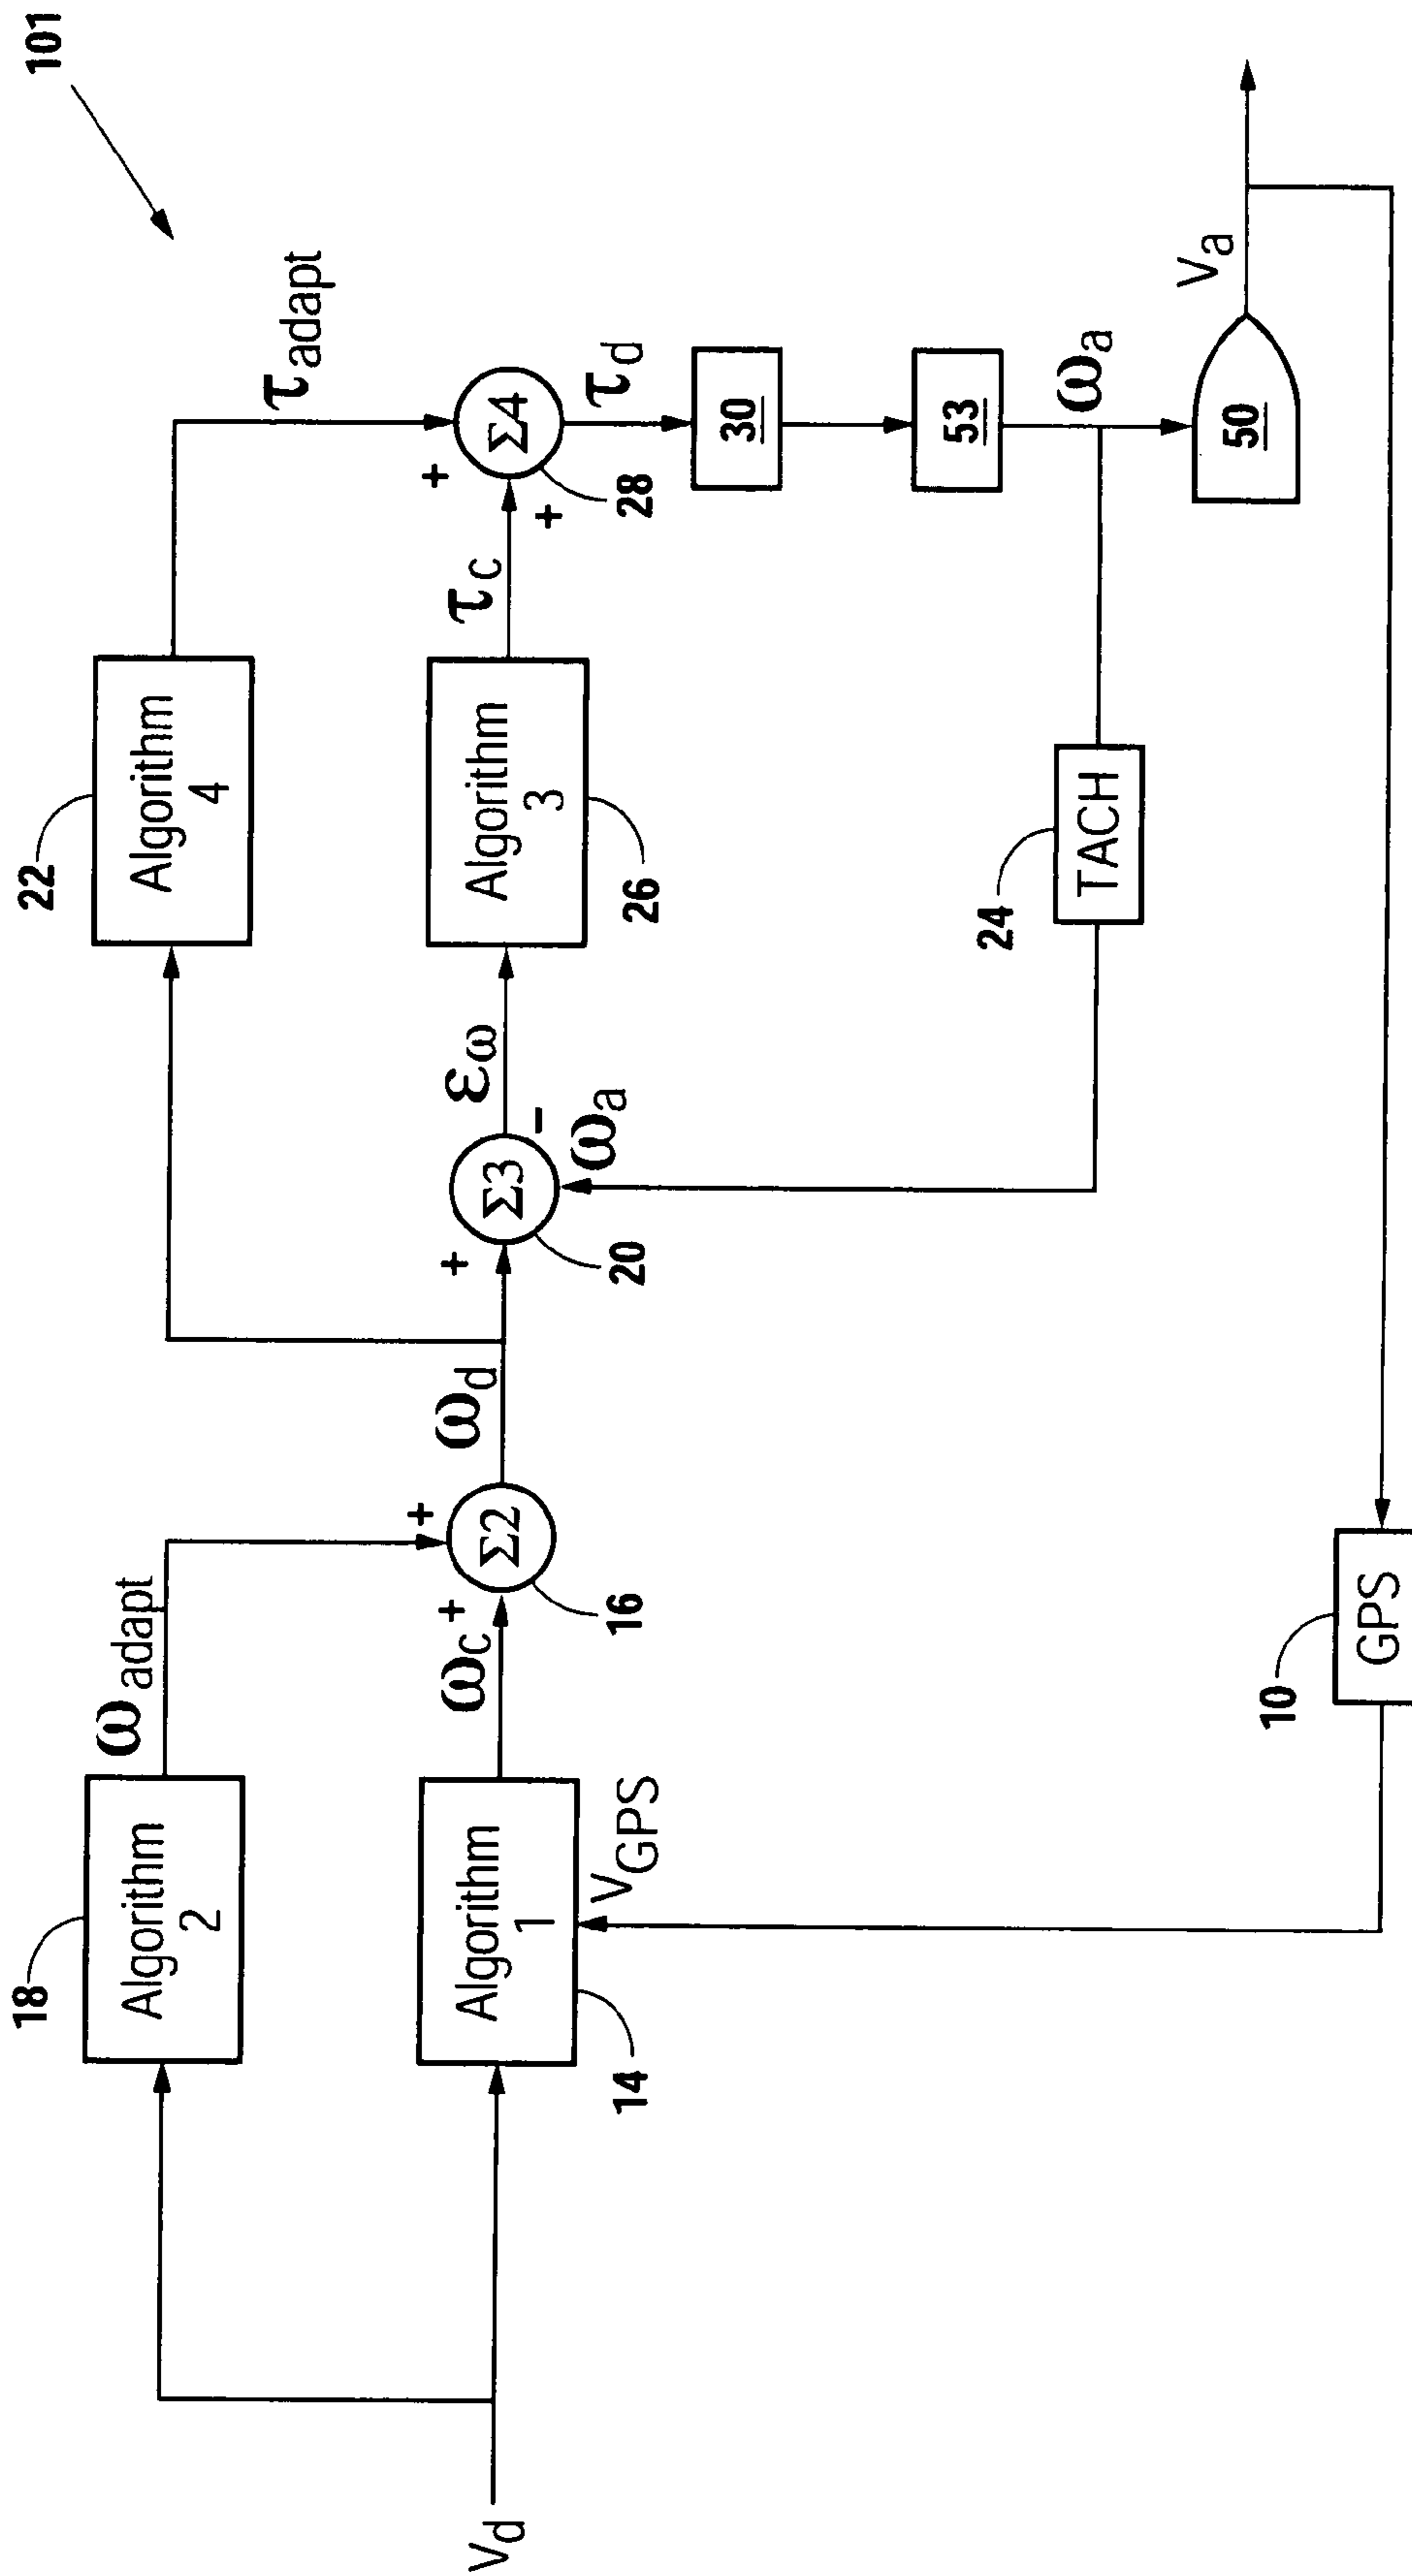 101
22
Algorithm
4
τadapt
18
Algorithm
2
ωadapt
Vd
Algorithm
1
14
VGPS
ωc
+
+
Σ2
16
ωd
+
Σ3
20
-
ωa
εω
Algorithm
3
26
τc
+
+
Σ4
28
τd
30
53
ωa
24
TACH
50
Va
10
GPS